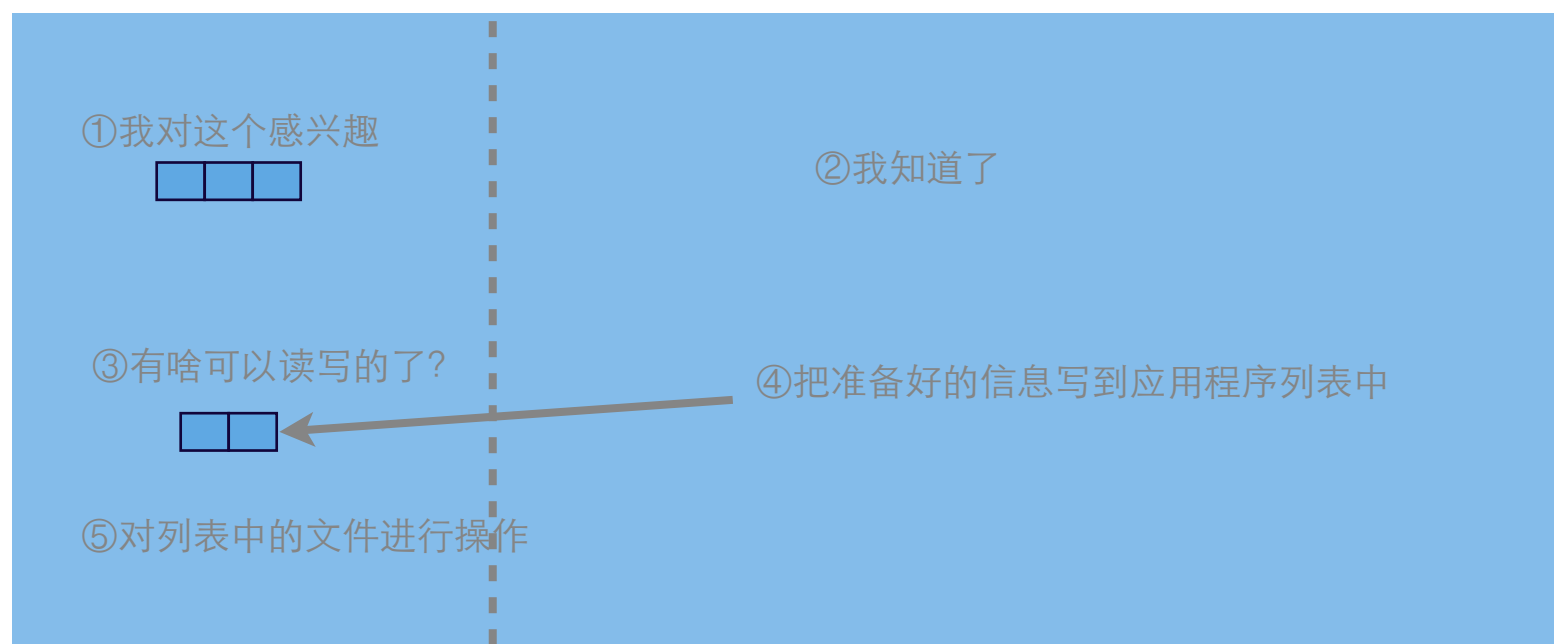 ①我对这个感兴趣
②我知道了
③有啥可以读写的了?
④把准备好的信息写到应用程序列表中
⑤对列表中的文件进行操作